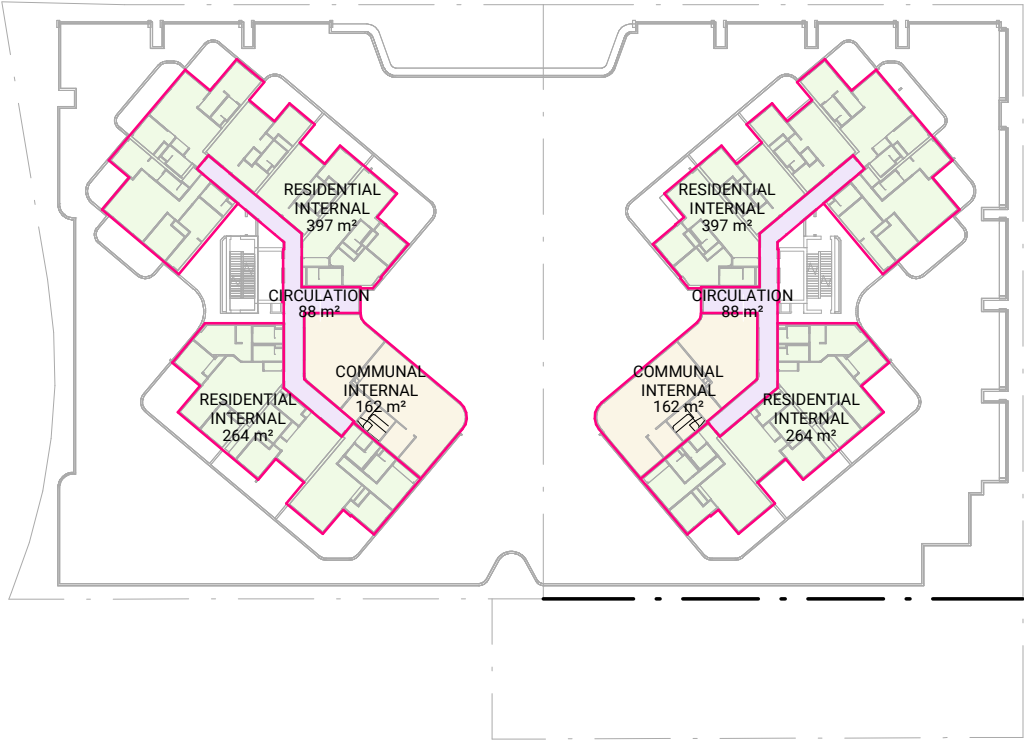 RESIDENTIAL
INTERNAL
397 m²
RESIDENTIAL
INTERNAL
397 m²
CIRCULATION
88 m²
CIRCULATION
88 m²
COMMUNAL
INTERNAL
162 m²
COMMUNAL
INTERNAL
162 m²
RESIDENTIAL
INTERNAL
264 m²
RESIDENTIAL
INTERNAL
264 m²